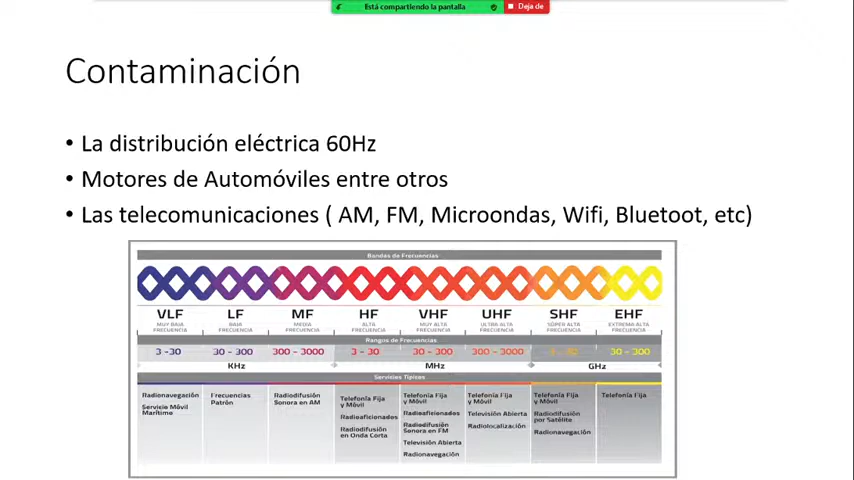 Está compartiendo la pantalla
Deja de
Contaminación
• La distribución eléctrica 60Hz
• Motores de Automóviles entre otros
• Las telecomunicaciones ( AM, FM, Microondas, Wifi, Bluetoot, etc)
Bandas de Frecuencias
VLF LF MF HF VHF UHF SHF EHF
MUY BAJA FRECUENCIA BAJA FRECUENCIA MEDIA FRECUENCIA ALTA FRECUENCIA MUY ALTA FRECUENCIA ULTRA ALTA FRECUENCIA SÚPER ALTA FRECUENCIA EXTREMA ALTA FRECUENCIA
Rangos de Frecuencias
3 -30 30 - 300 300 - 3000 3 - 30 30 - 300 300 - 3000 3 - 30 30 - 300
KHz MHz GHz
Servicios Típicos
Radionavegación
Servicio Móvil
Marítimo
Frecuencias
Patrón
Radiodifusión
Sonora en AM
Telefonía Fija
y Móvil
Radioaficionados
Radiodifusión
en Onda Corta
Telefonía Fija
y Móvil
Radioaficionados
Radiodifusión
Sonora en FM
Televisión Abierta
Radionavegación
Telefonía Fija
y Móvil
Televisión Abierta
Radiolocalización
Telefonía Fija
y Móvil
Radiodifusión
por Satélite
Radionavegación
Telefonía Fija